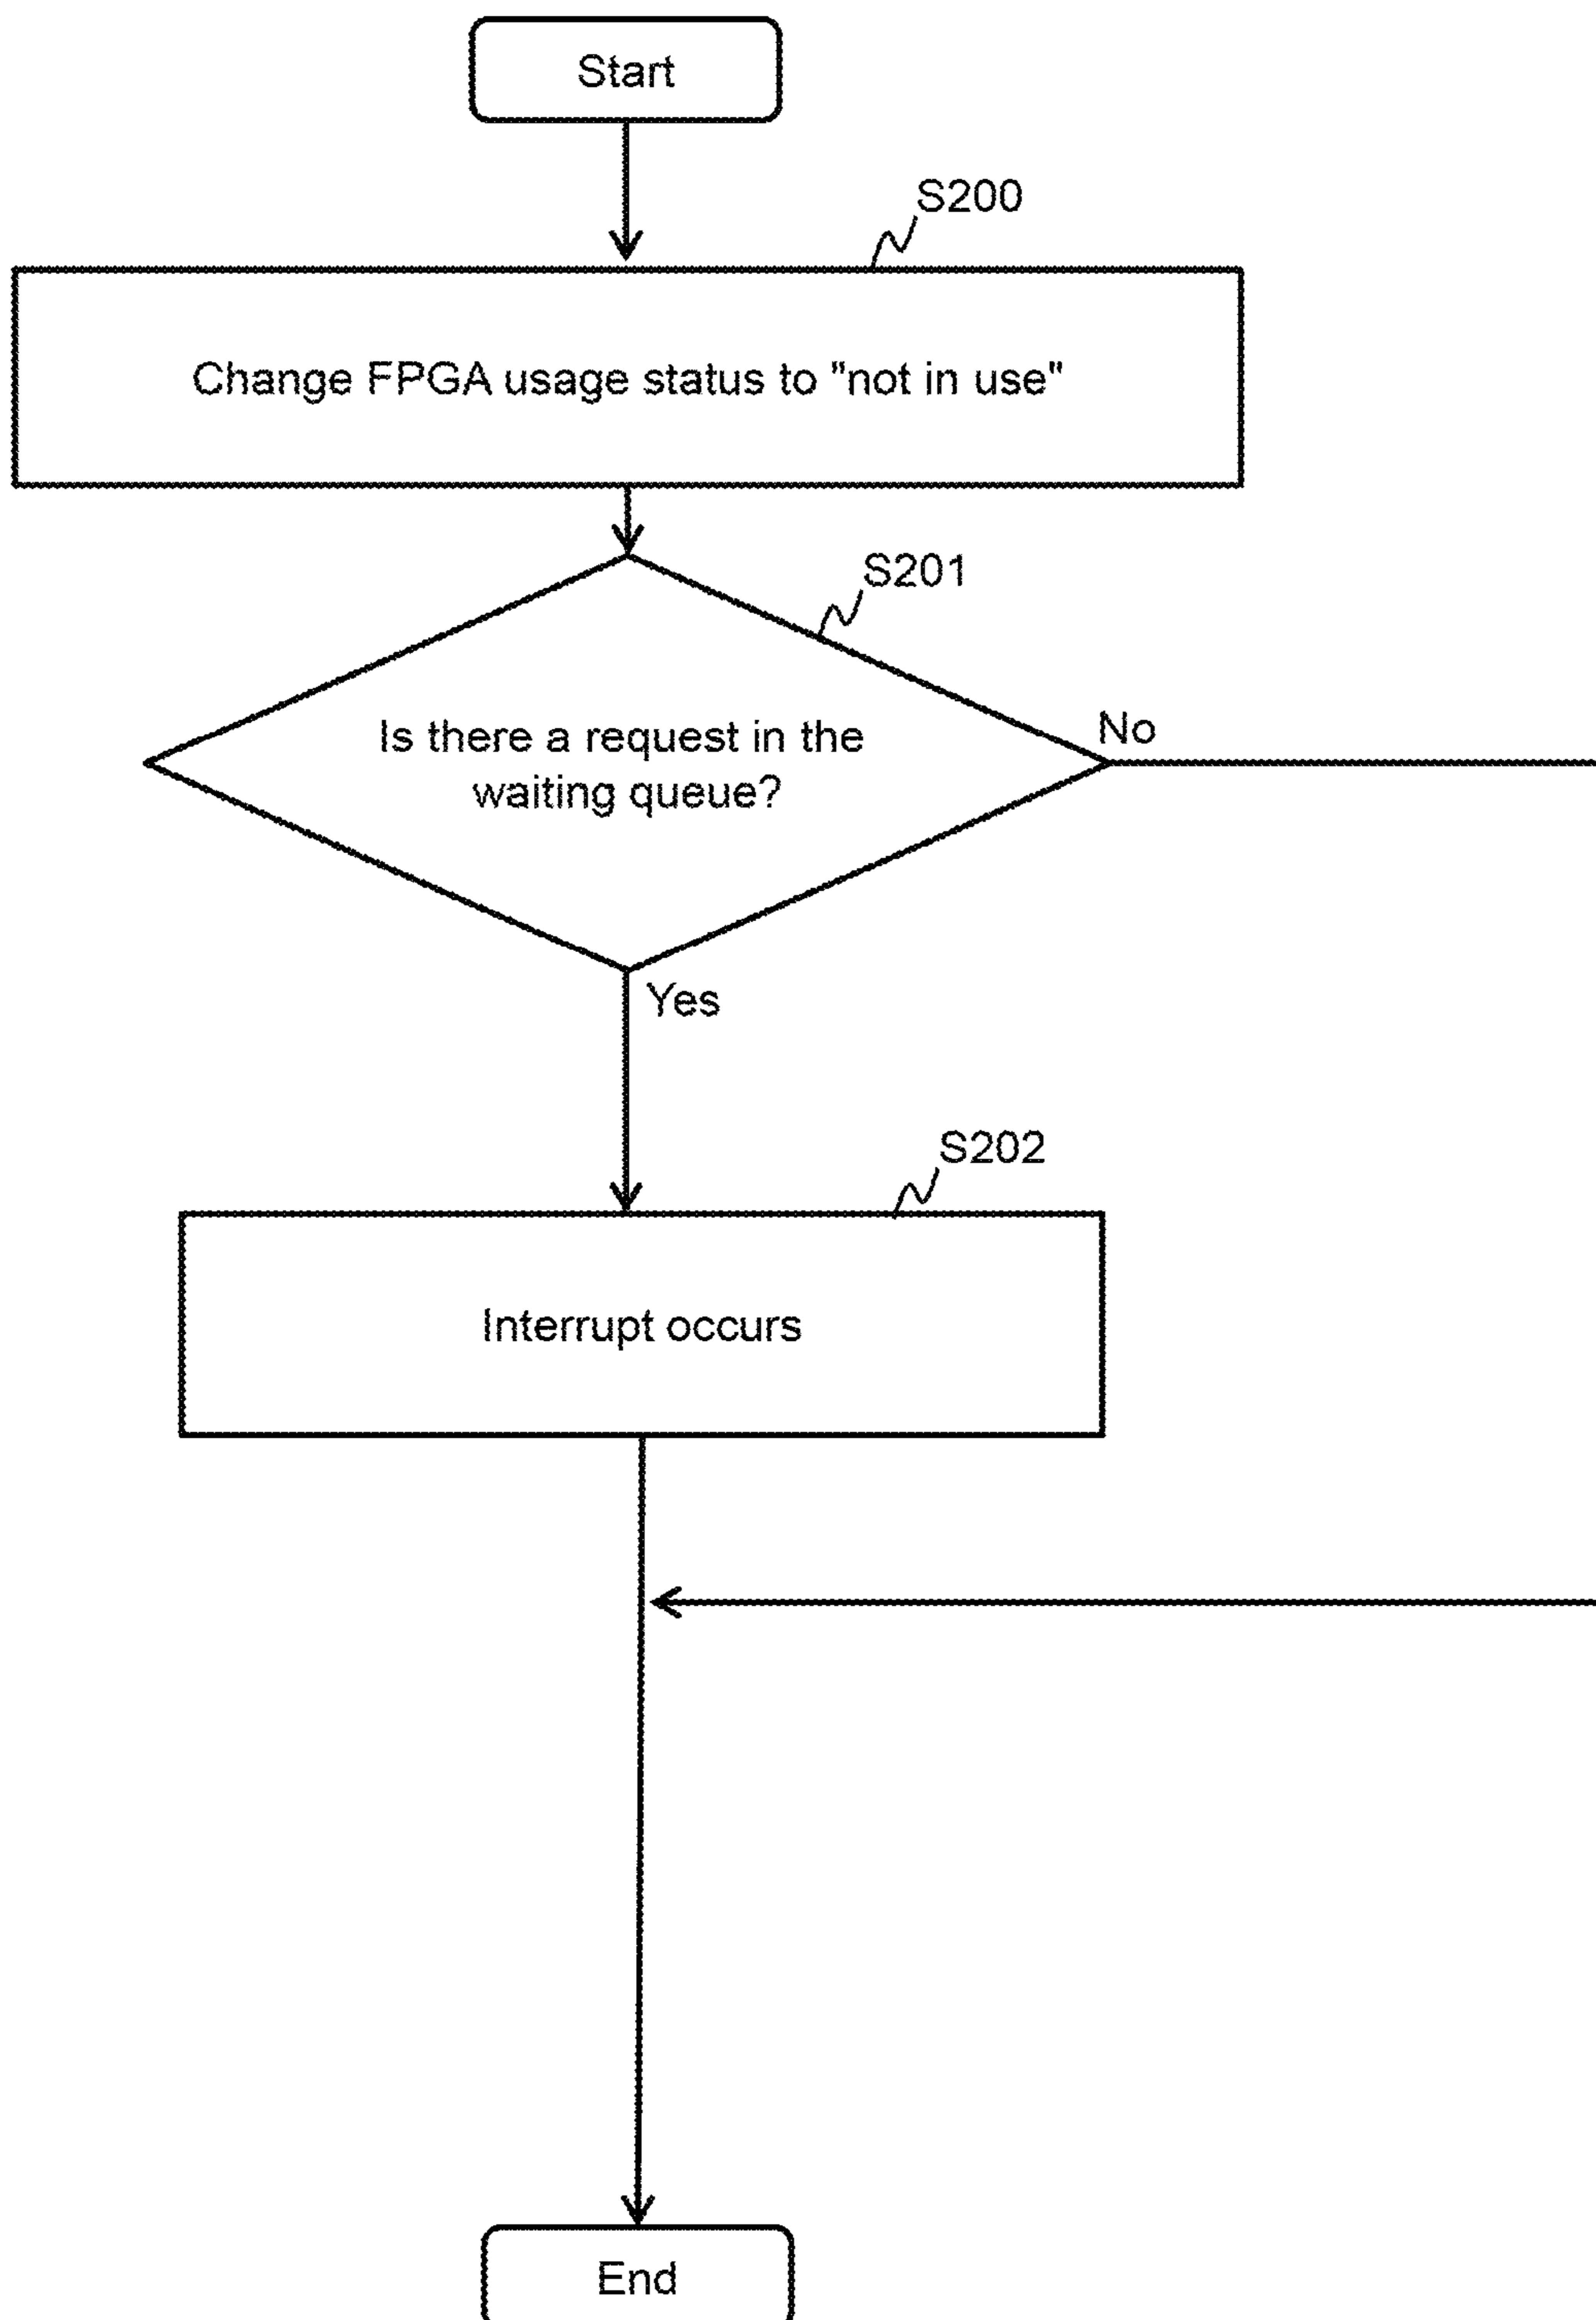 Start
S200
Change FPGA usage status to "not in use"
S201
Is there a request in the
waiting queue?
No
Yes
S202
Interrupt occurs
End